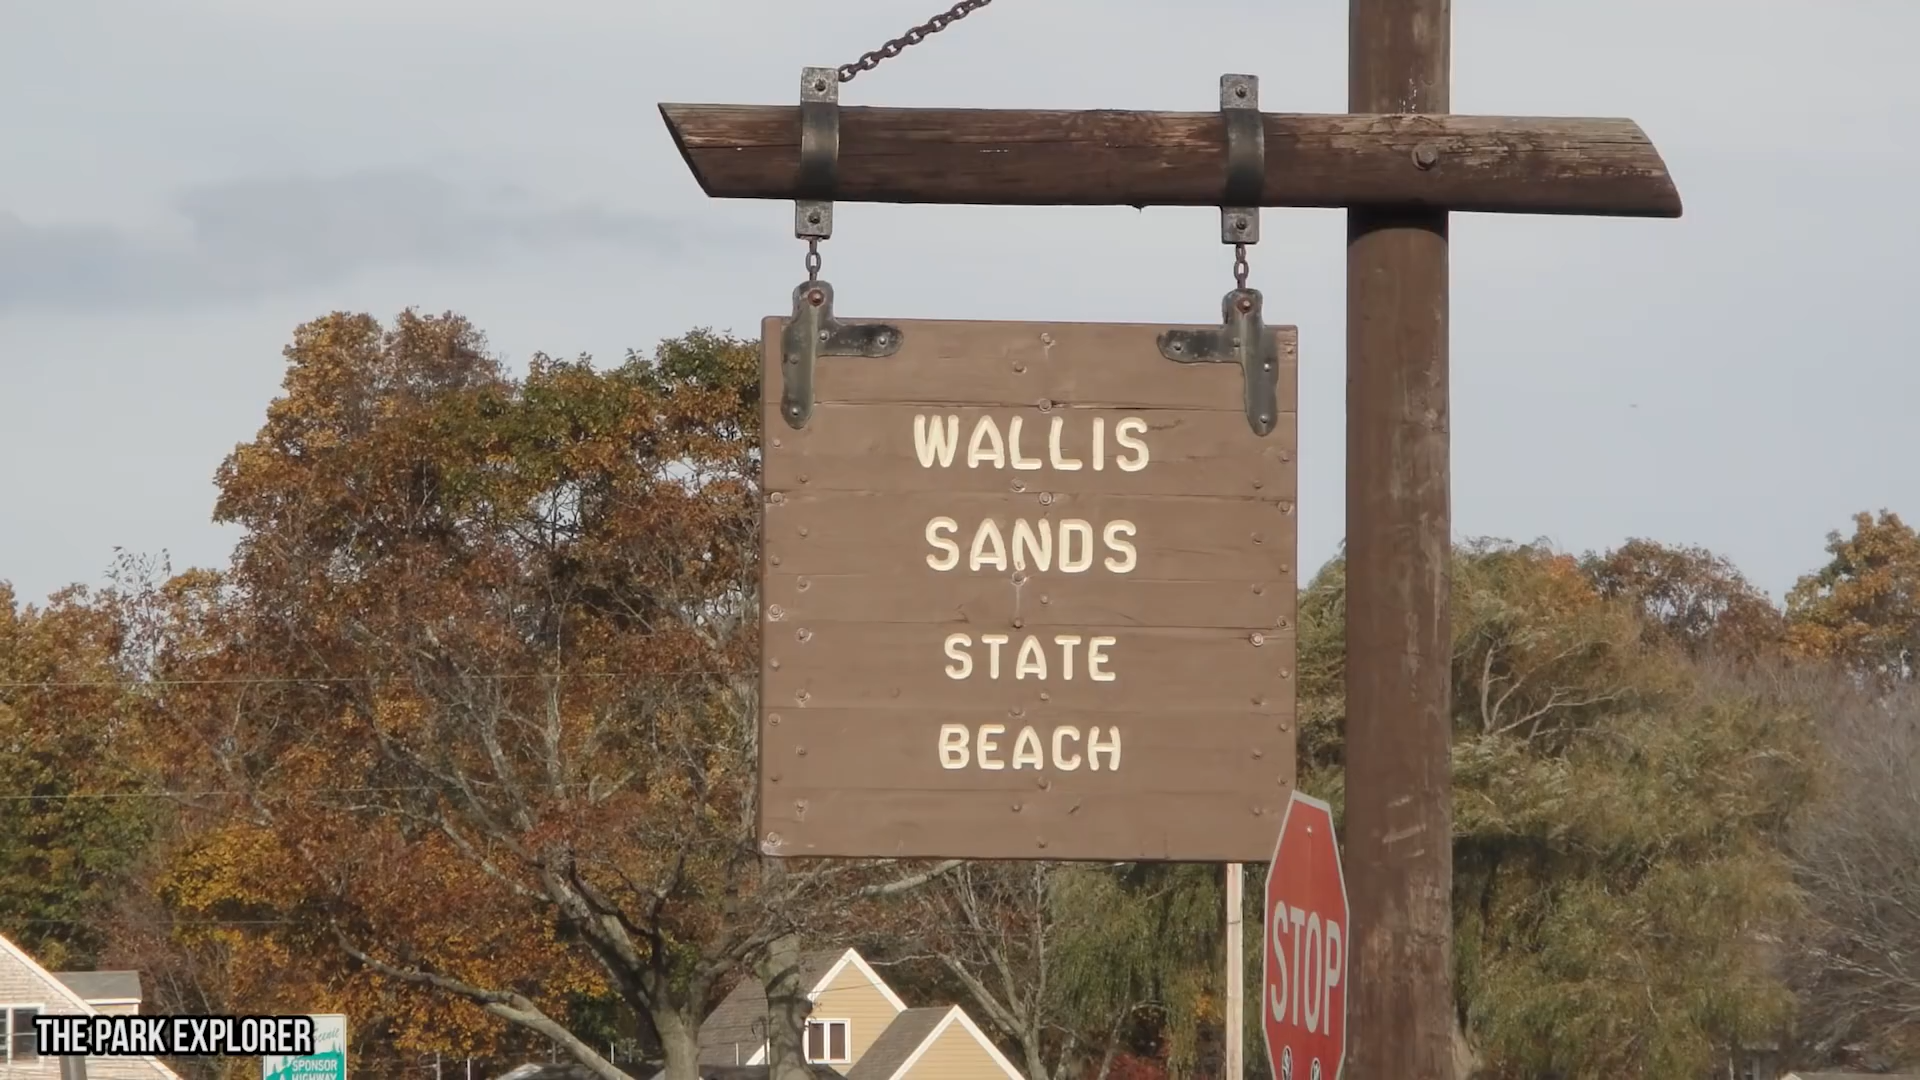 WALLIS
SANDS
STATE
BEACH
STOP
THE PARK EXPLORER
SPONSOR
HIGHWAY